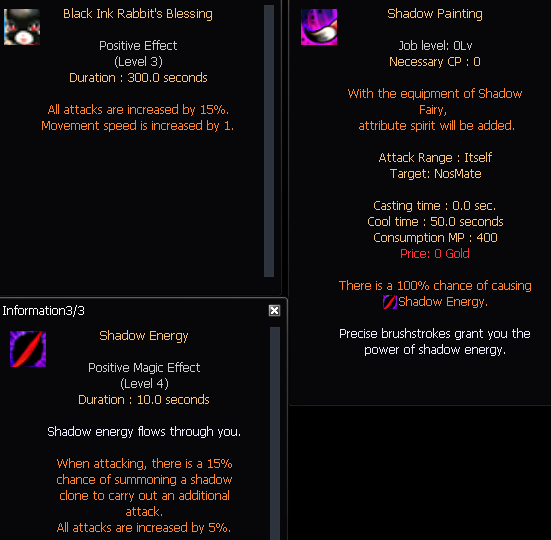 Black Ink Rabbit's Blessing
Positive Effect
(Level 3)
Duration : 300.0 seconds
All attacks are increased by 15%.
Movement speed is increased by 1.
Information3/3
Shadow Energy
Positive Magic Effect
(Level 4)
Duration : 10.0 seconds
Shadow energy flows through you.
When attacking, there is a 15%
chance of summoning a shadow
clone to carry out an additional
attack.
All attacks are increased by 5%.
Shadow Painting
Job level: 0Lv
Necessary CP : 0
With the equipment of Shadow
Fairy,
attribute spirit will be added.
Attack Range : Itself
Target: NosMate
Casting time : 0.0 sec.
Cool time : 50.0 seconds
Consumption MP : 400
Price: 0 Gold
There is a 100% chance of causing
Shadow Energy.
Precise brushstrokes grant you the
power of shadow energy.